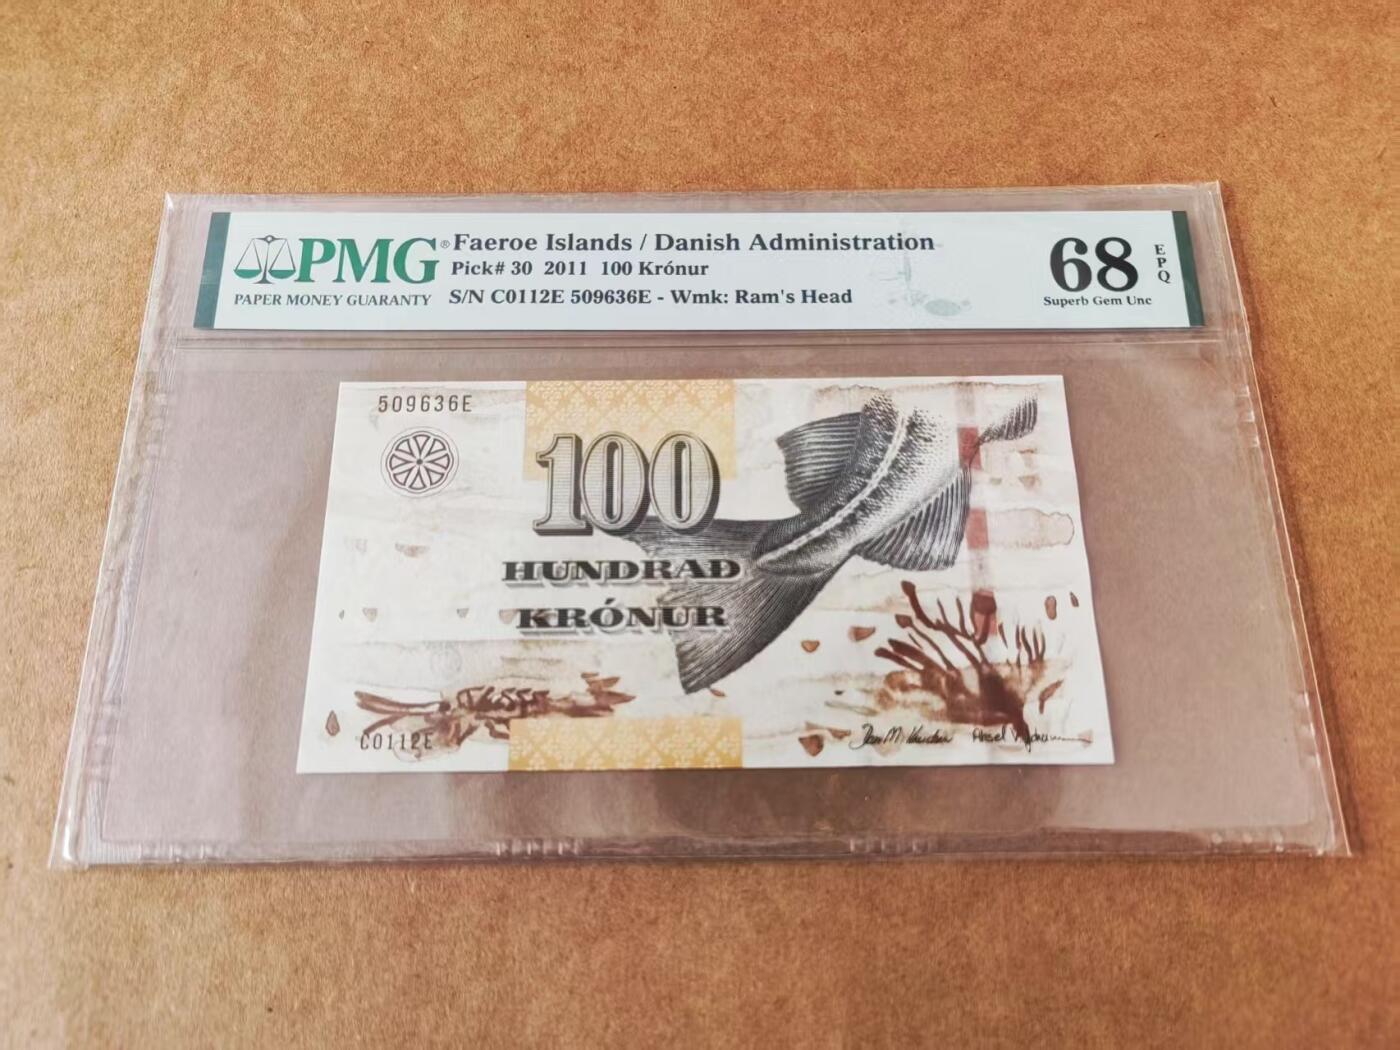 PMG®
PAPER MONEY GUARANTY
Faeroe Islands / Danish Administration
Pick# 30 2011 100 Krónur
S/N C0112E 509636E - Wmk: Ram's Head
68
EPQ
Superb Gem Unc
509636E
100
HUNDRAÐ
KRÓNUR
C0112E